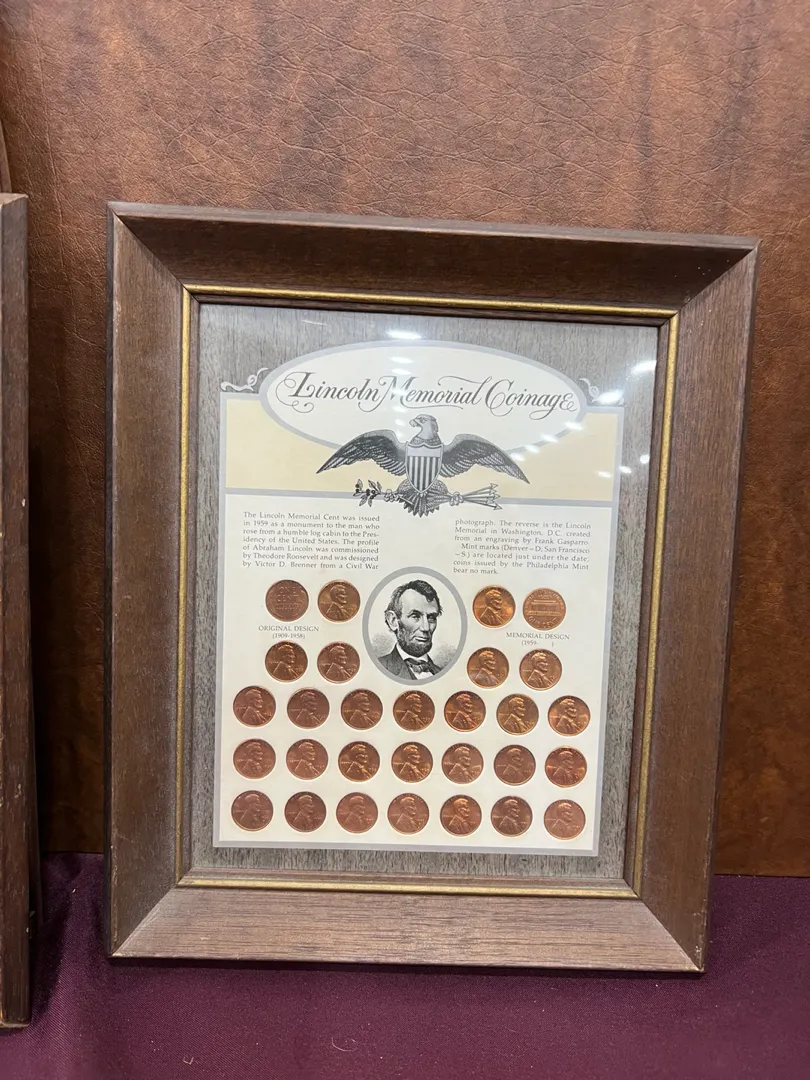 Lincoln Memorial Coinage
The Lincoln Memorial Cent was issued
in 1959 as a monument to the man who
rose from a humble log cabin to the Pres-
idency of the United States. The profile
of Abraham Lincoln was commissioned
by Theodore Roosevelt and was designed
by Victor D. Brenner from a Civil War
photograph. The reverse is the Lincoln
Memorial in Washington, D.C. created
from an engraving by Frank Gasparro.
Mint marks (Denver—D, San Francisco
—S) are located just under the date;
coins issued by the Philadelphia Mint
bear no mark.
ORIGINAL DESIGN
(1909-1958)
MEMORIAL DESIGN
(1959- )